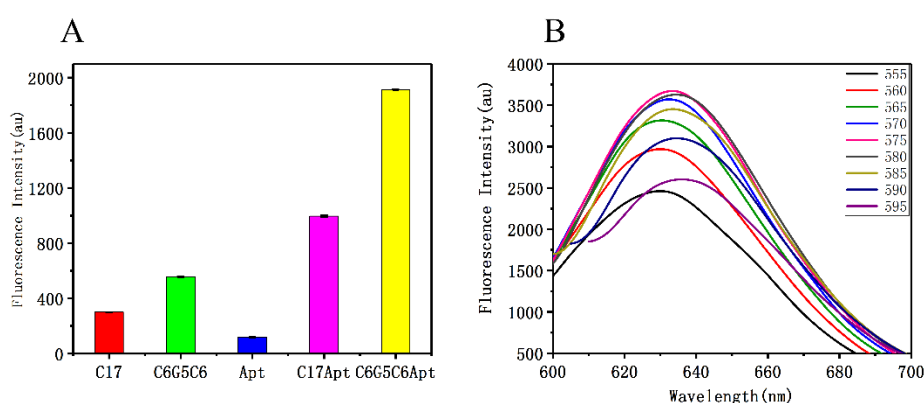 A
Fluorescence Intensity(au)
2000
1600
1200
800
400
0
C17
C6G5C6
Apt
C17Apt
C6G5C6Apt
B
Fluorescence Intensity(au)
4000
3500
3000
2500
2000
1500
1000
500
600
620
640
660
680
700
Wavelength(nm)
555
560
565
570
575
580
585
590
595